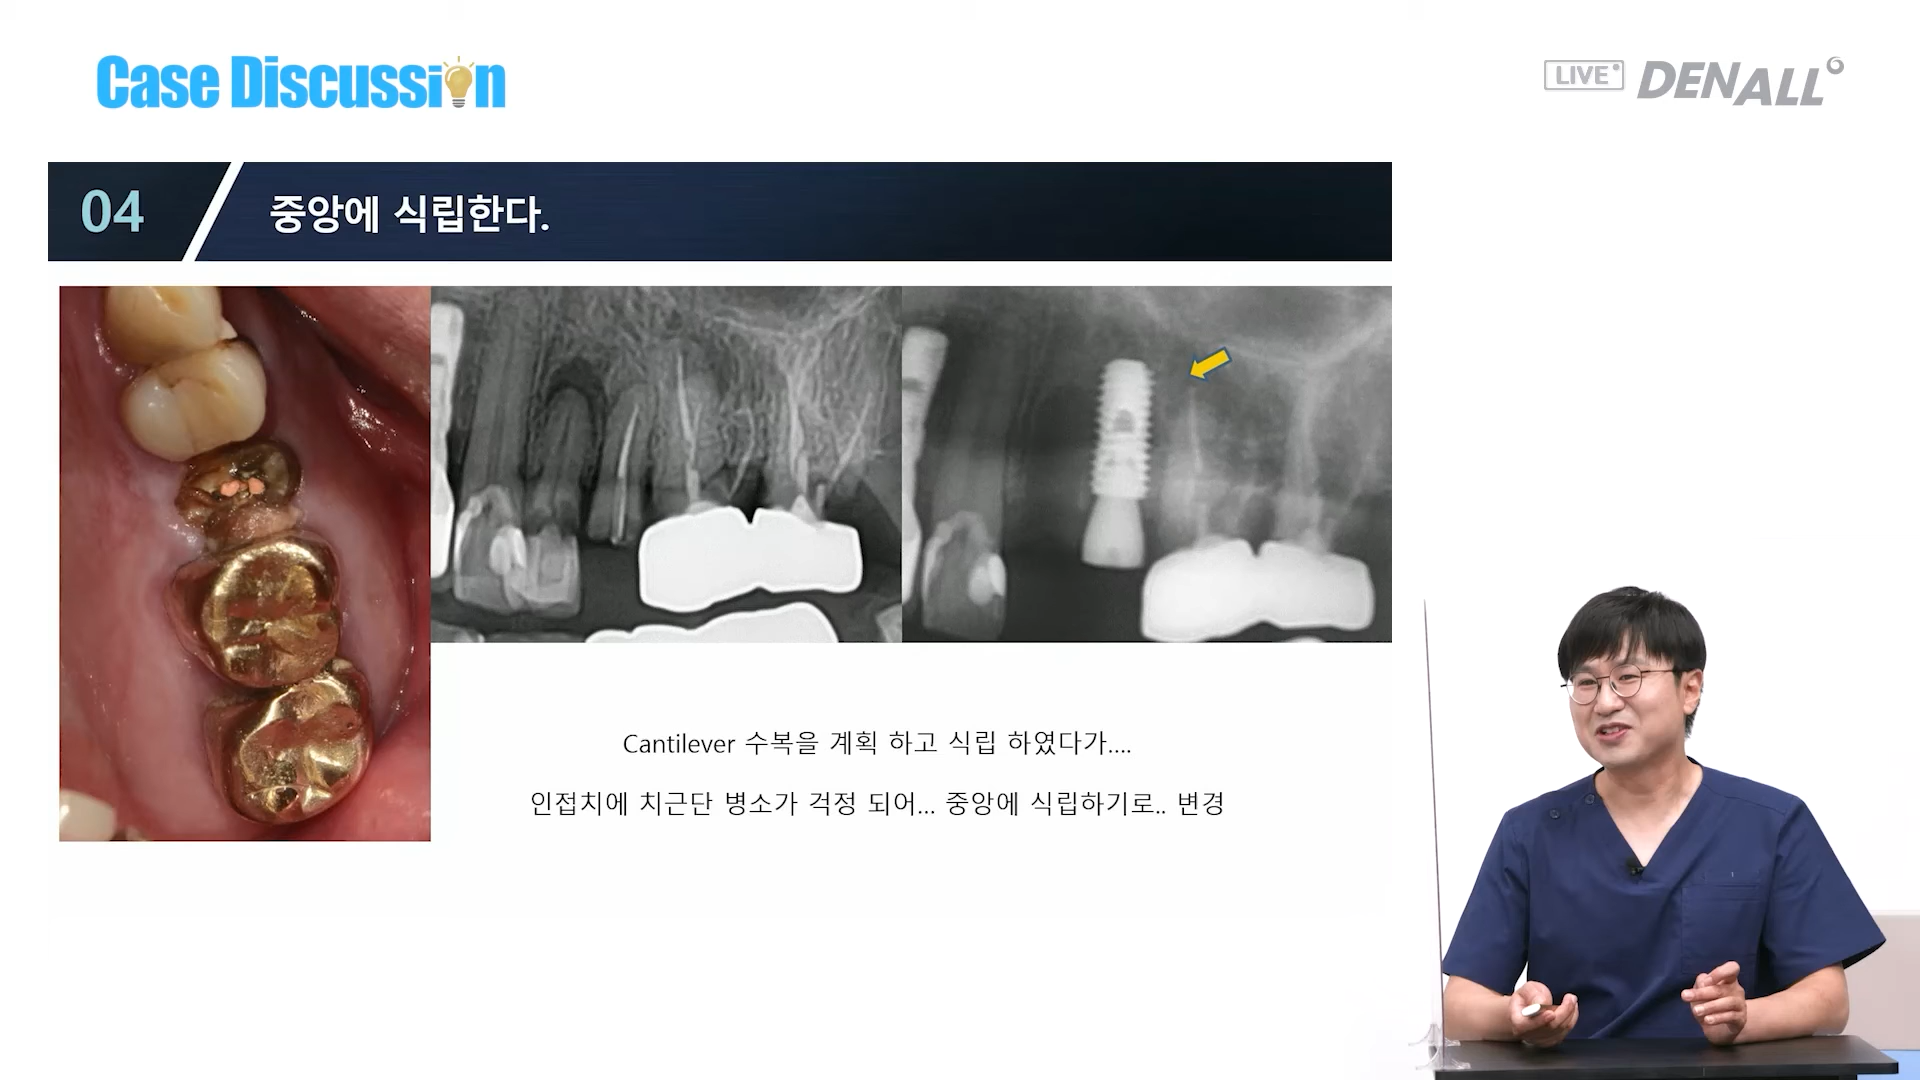 Case Discussion
LIVE DENALL
04 중앙에 식립한다.
Cantilever 수복을 계획 하고 식립 하였다가....
인접치에 치근단 병소가 걱정 되어... 중앙에 식립하기로.. 변경